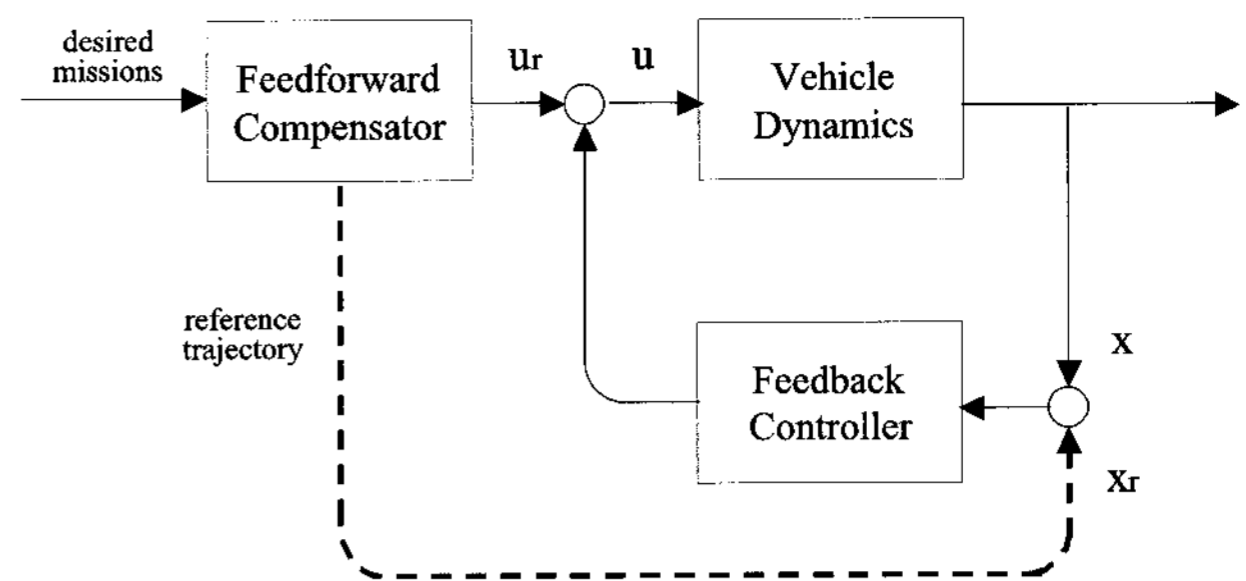 desired
missions
Feedforward
Compensator
ur
u
Vehicle
Dynamics
reference
trajectory
Feedback
Controller
x
xr